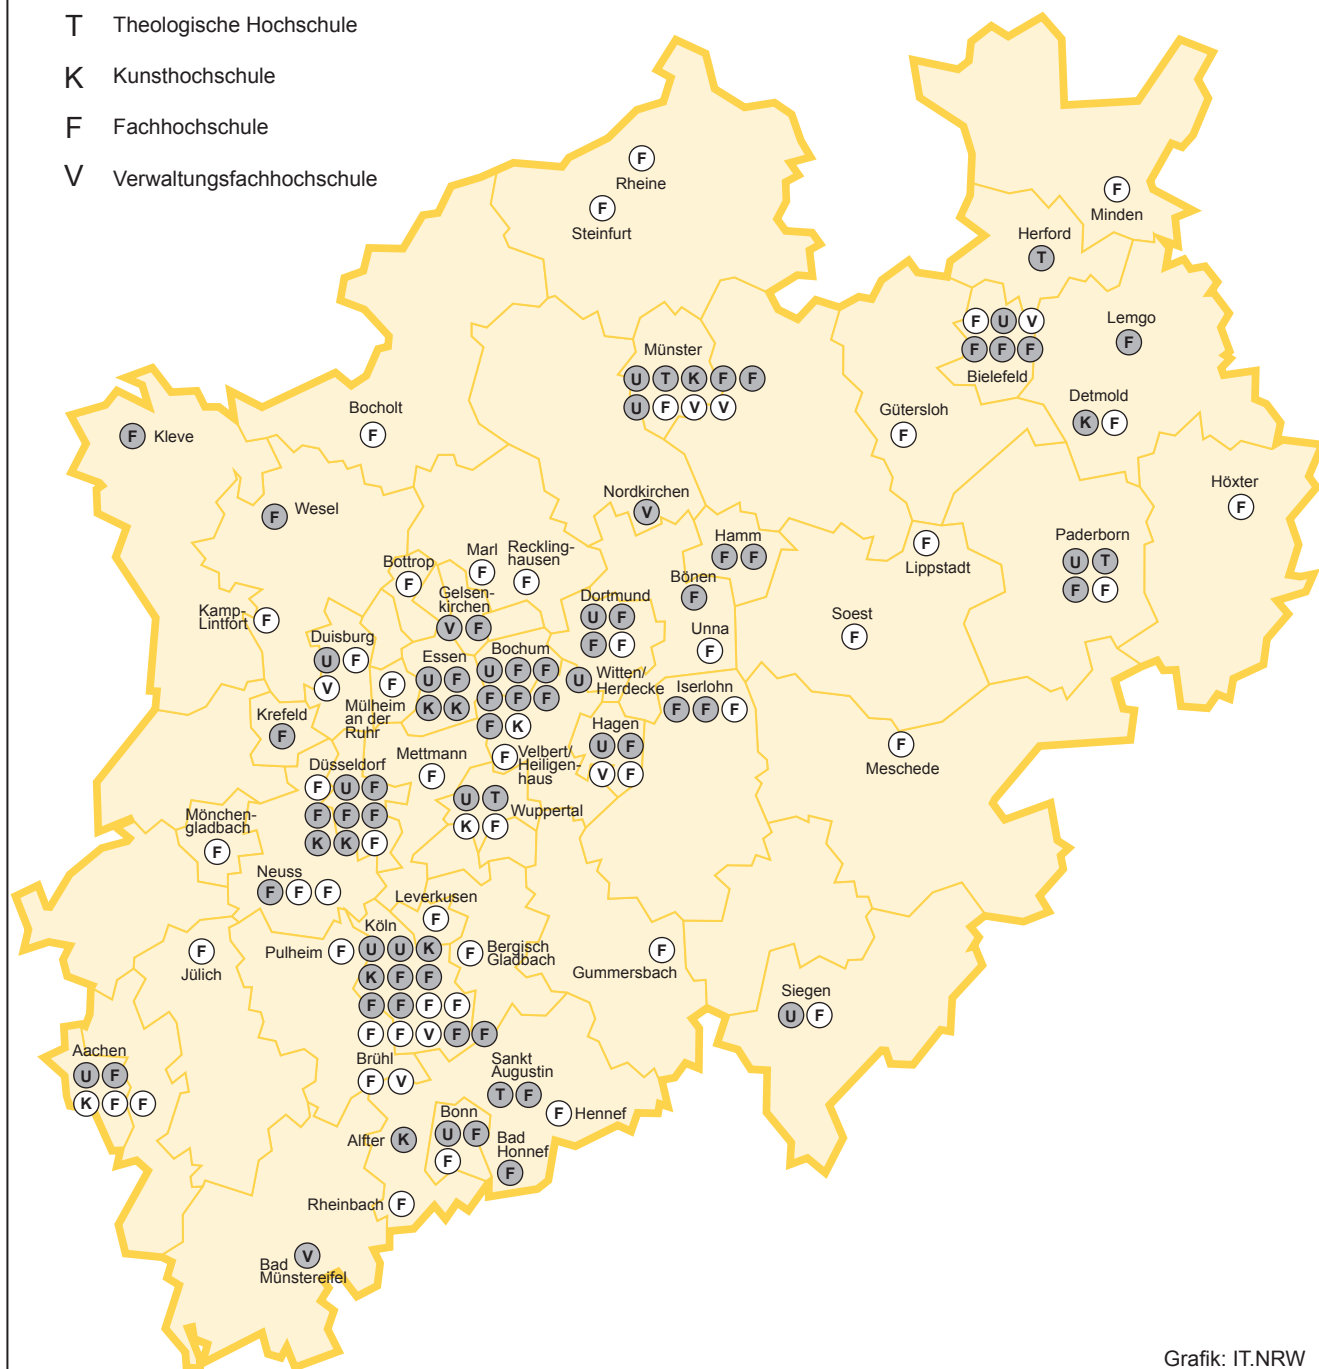 T Theologische Hochschule
K Kunsthochschule
F Fachhochschule
V Verwaltungsfachhochschule
F
Rheine
F
Steinfurt
F
Minden
Herford
T
F U V
F F F
Bielefeld
Lemgo
F
Münster
U T K F F
U F V V
Detmold
K F
Bocholt
F
Gütersloh
F
F Kleve
Höxter
F
F Wesel
Nordkirchen
V
Hamm
F F
F
Lippstadt
Paderborn
U T
F F
Bottrop
F
Marl
F
Reckling-
hausen
F
Gelsen-
kirchen
V F
Dortmund
U F
F F
Bönen
F
Kamp-
Lintfort F
Unna
F
Soest
F
Duisburg
U F
V
F
Mülheim
an der
Ruhr
Essen
U F
K K
Bochum
U F F
F F F
F K
U Witten/
Herdecke
Iserlohn
F F F
Krefeld
F
Hagen
U F
V F
F
Meschede
Mettmann
F
F Velbert/
Heiligen-
haus
Düsseldorf
F U F
F F F
K K F
U T
K F
Wuppertal
Mönchen-
gladbach
F
Neuss
F F F
Leverkusen
F
F
Jülich
Pulheim F
Köln
U U K
K F F
F F F F
F F V F F
F Bergisch
Gladbach
F
Gummersbach
Siegen
U F
Aachen
U F
K F F
Brühl
F V
Sankt
Augustin
T F
F Hennef
Alfter K
Bonn
U F
F
Bad
Honnef
F
Rheinbach F
V
Bad
Münstereifel
Grafik: IT.NRW